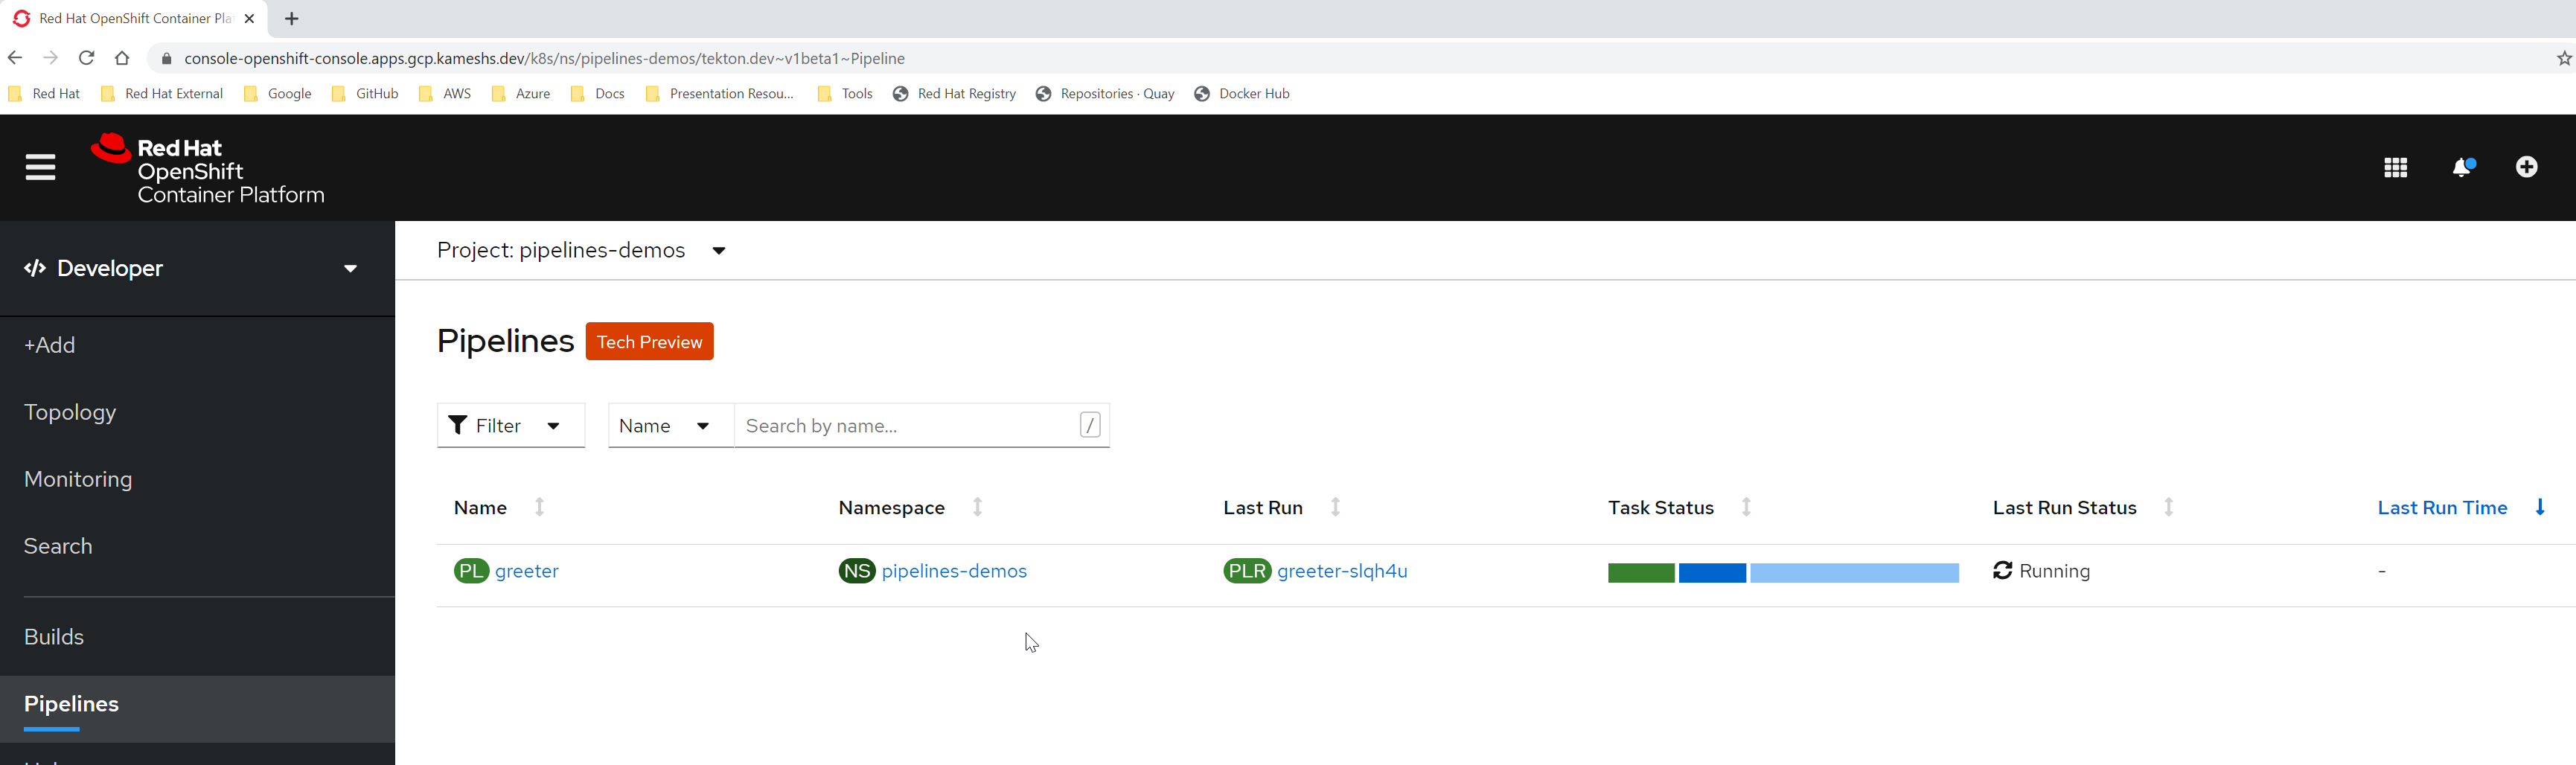 Red Hat OpenShift Container Pla
console-openshift-console.apps.gcp.kameshs.dev/k8s/ns/pipelines-demos/tekton.dev~v1beta1~Pipeline
Red Hat Red Hat External Google GitHub AWS Azure Docs Presentation Resou... Tools Red Hat Registry Repositories · Quay Docker Hub
Red Hat
OpenShift
Container Platform
Developer
Project: pipelines-demos
+Add
Topology
Monitoring
Search
Builds
Pipelines
Pipelines Tech Preview
Filter Name Search by name... /
Name Namespace Last Run Task Status Last Run Status Last Run Time
PL greeter NS pipelines-demos PLR greeter-slqh4u Running -